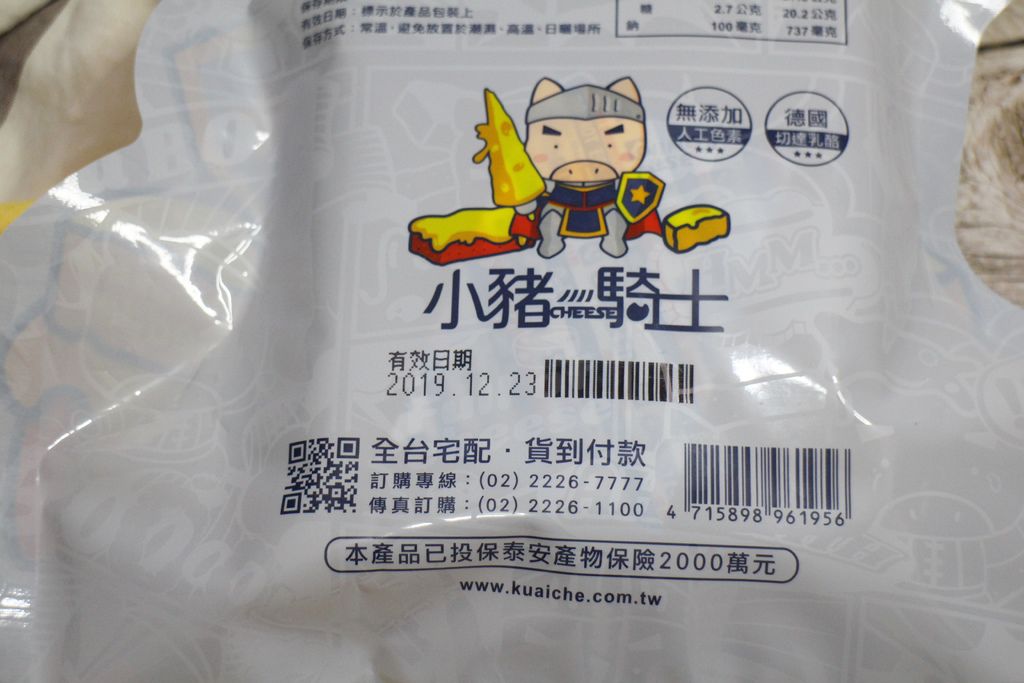 有效日期：標示於產品包裝上
保存方式：常溫，避免放置於潮濕、高溫、日曬場所
糖 2.7公克 20.2公克
鈉 100毫克 737毫克
無添加
人工色素
德國
切達乳酪
小豬CHEESE騎士
有效日期
2019.12.23
全台宅配・貨到付款
訂購專線：(02) 2226-7777
傳真訂購：(02) 2226-1100
4 715898 961956
本產品已投保泰安產物保險2000萬元
www.kuaiche.com.tw